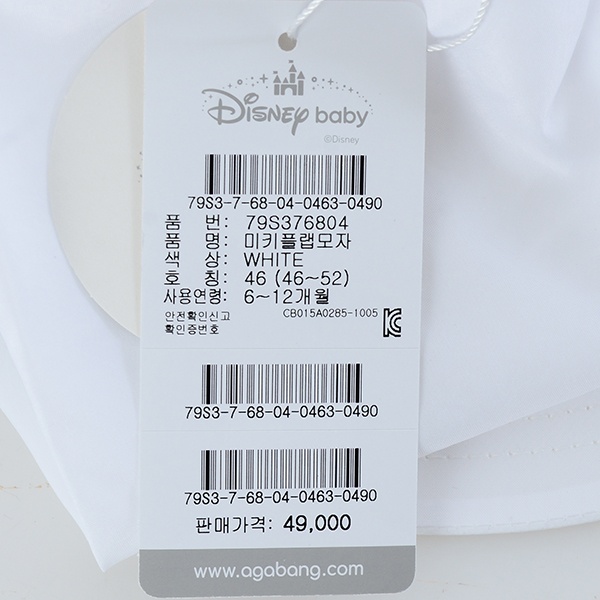 Disney baby
©Disney
79S3-7-68-04-0463-0490
품 번: 79S376804
품 명: 미키플랩모자
색 상: WHITE
호 칭: 46 (46~52)
사용연령: 6~12개월
안전확인신고 CB015A0285-1005
확인증번호
79S3-7-68-04-0463-0490
79S3-7-68-04-0463-0490
판매가격: 49,000
www.agabang.com